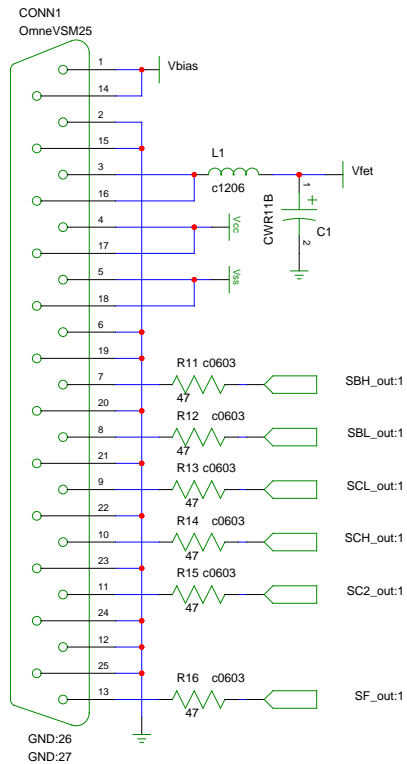 CONN1
OmneVSM25
1
Vbias
14
2
15
L1
3
Vfet
16
c1206
1
+
CWR11B
C1
4
Vcc
2
17
5
Vss
18
6
19
R11 c0603
7
SBH_out:1
47
20
R12 c0603
8
SBL_out:1
47
21
R13 c0603
9
SCL_out:1
47
22
R14 c0603
10
SCH_out:1
47
23
R15 c0603
11
SC2_out:1
47
24
12
25
R16 c0603
13
SF_out:1
47
GND:26
GND:27